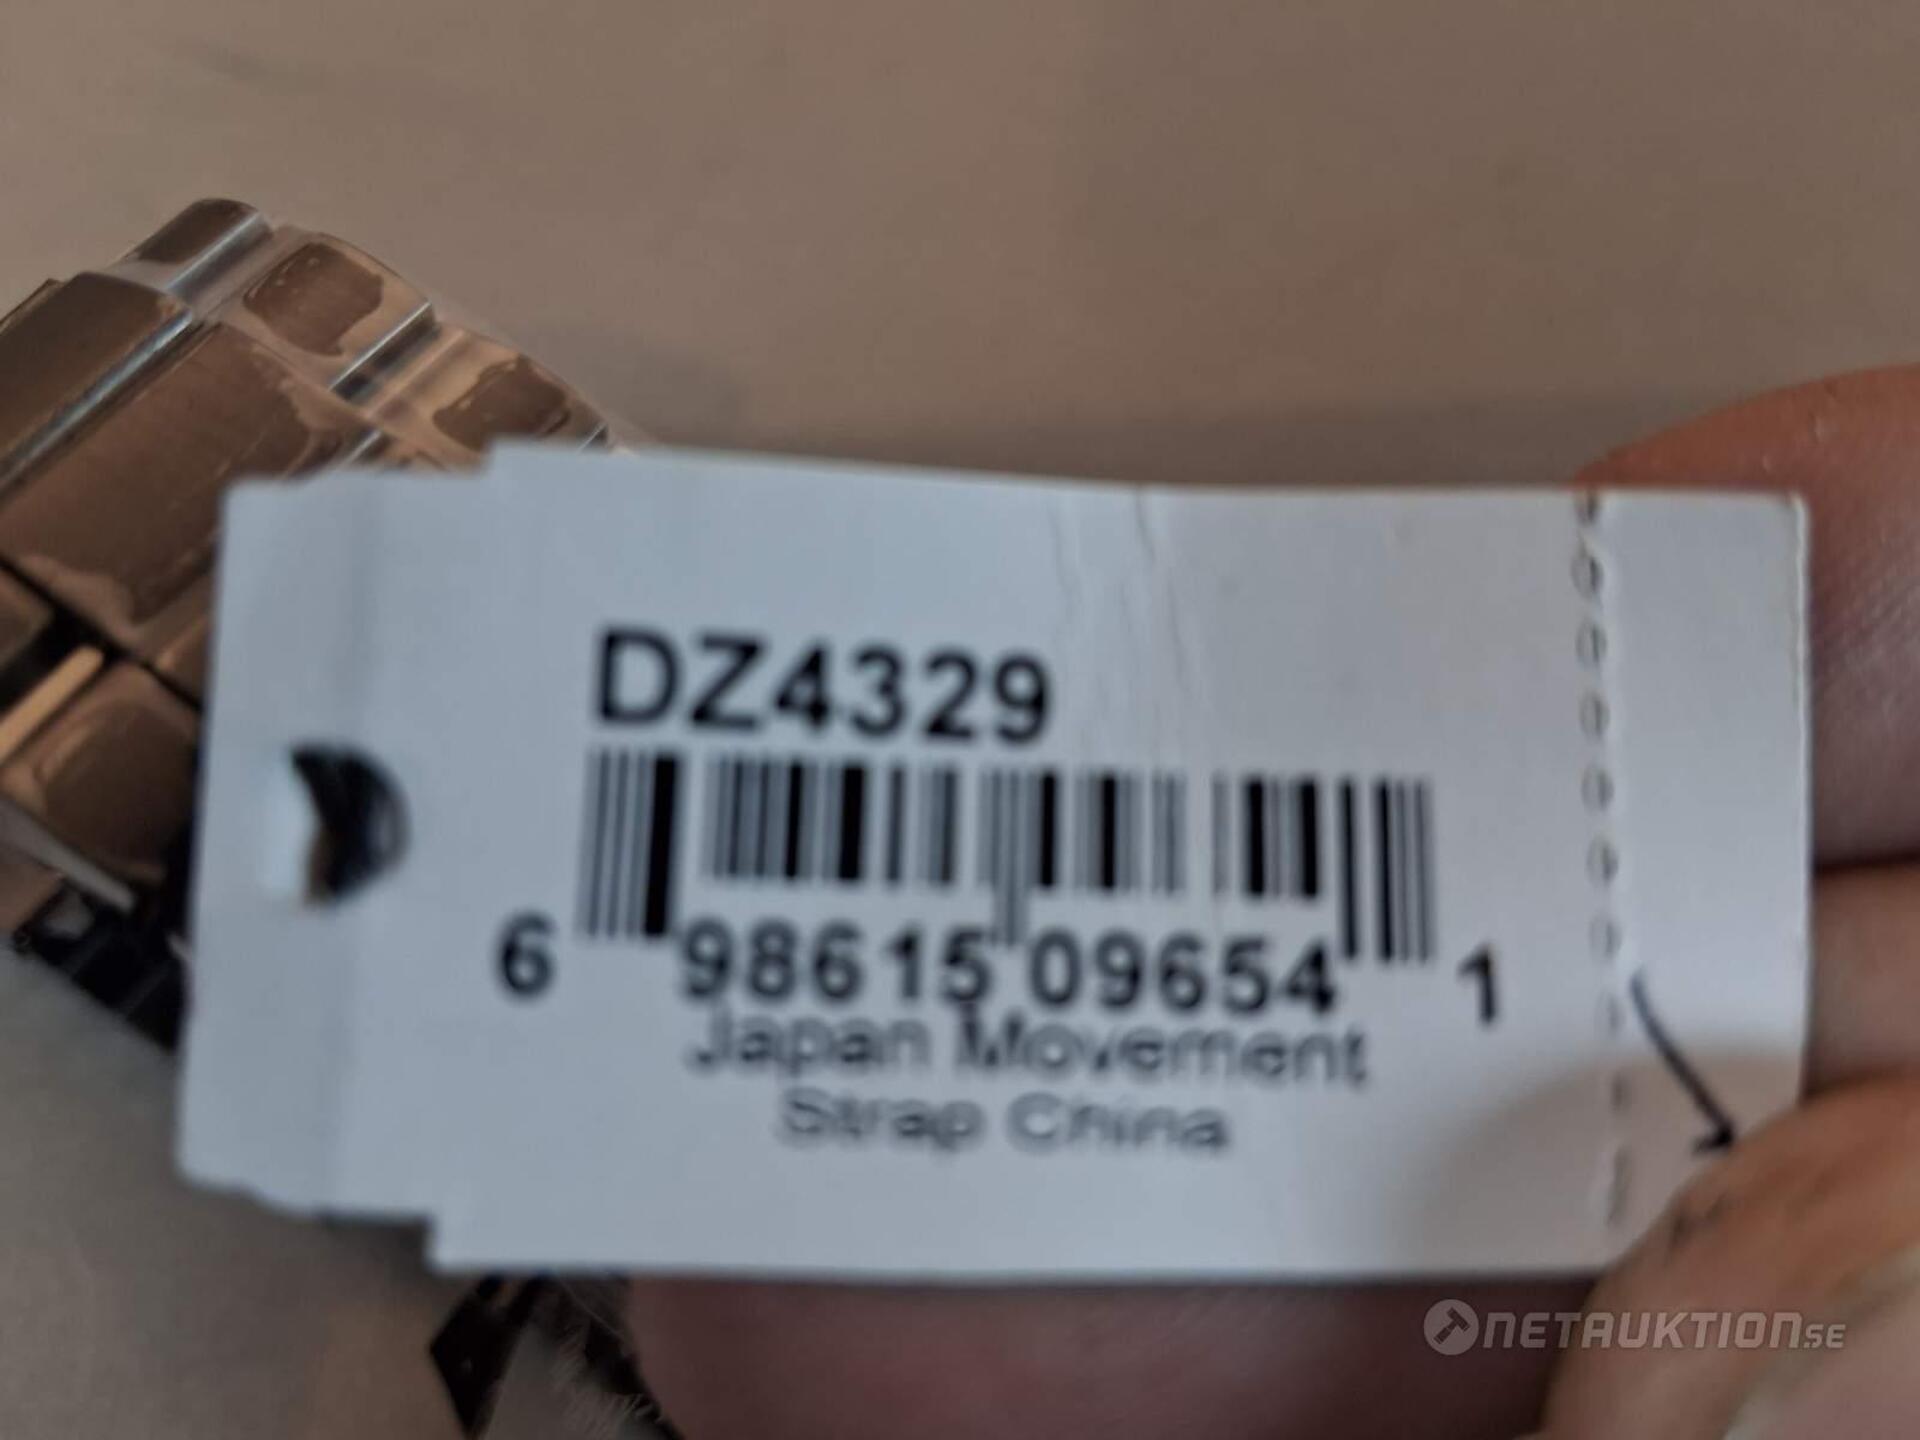 DZ4329
6 98615 09654 1
Japan Movement
Strap China
NETAUKTION.SE